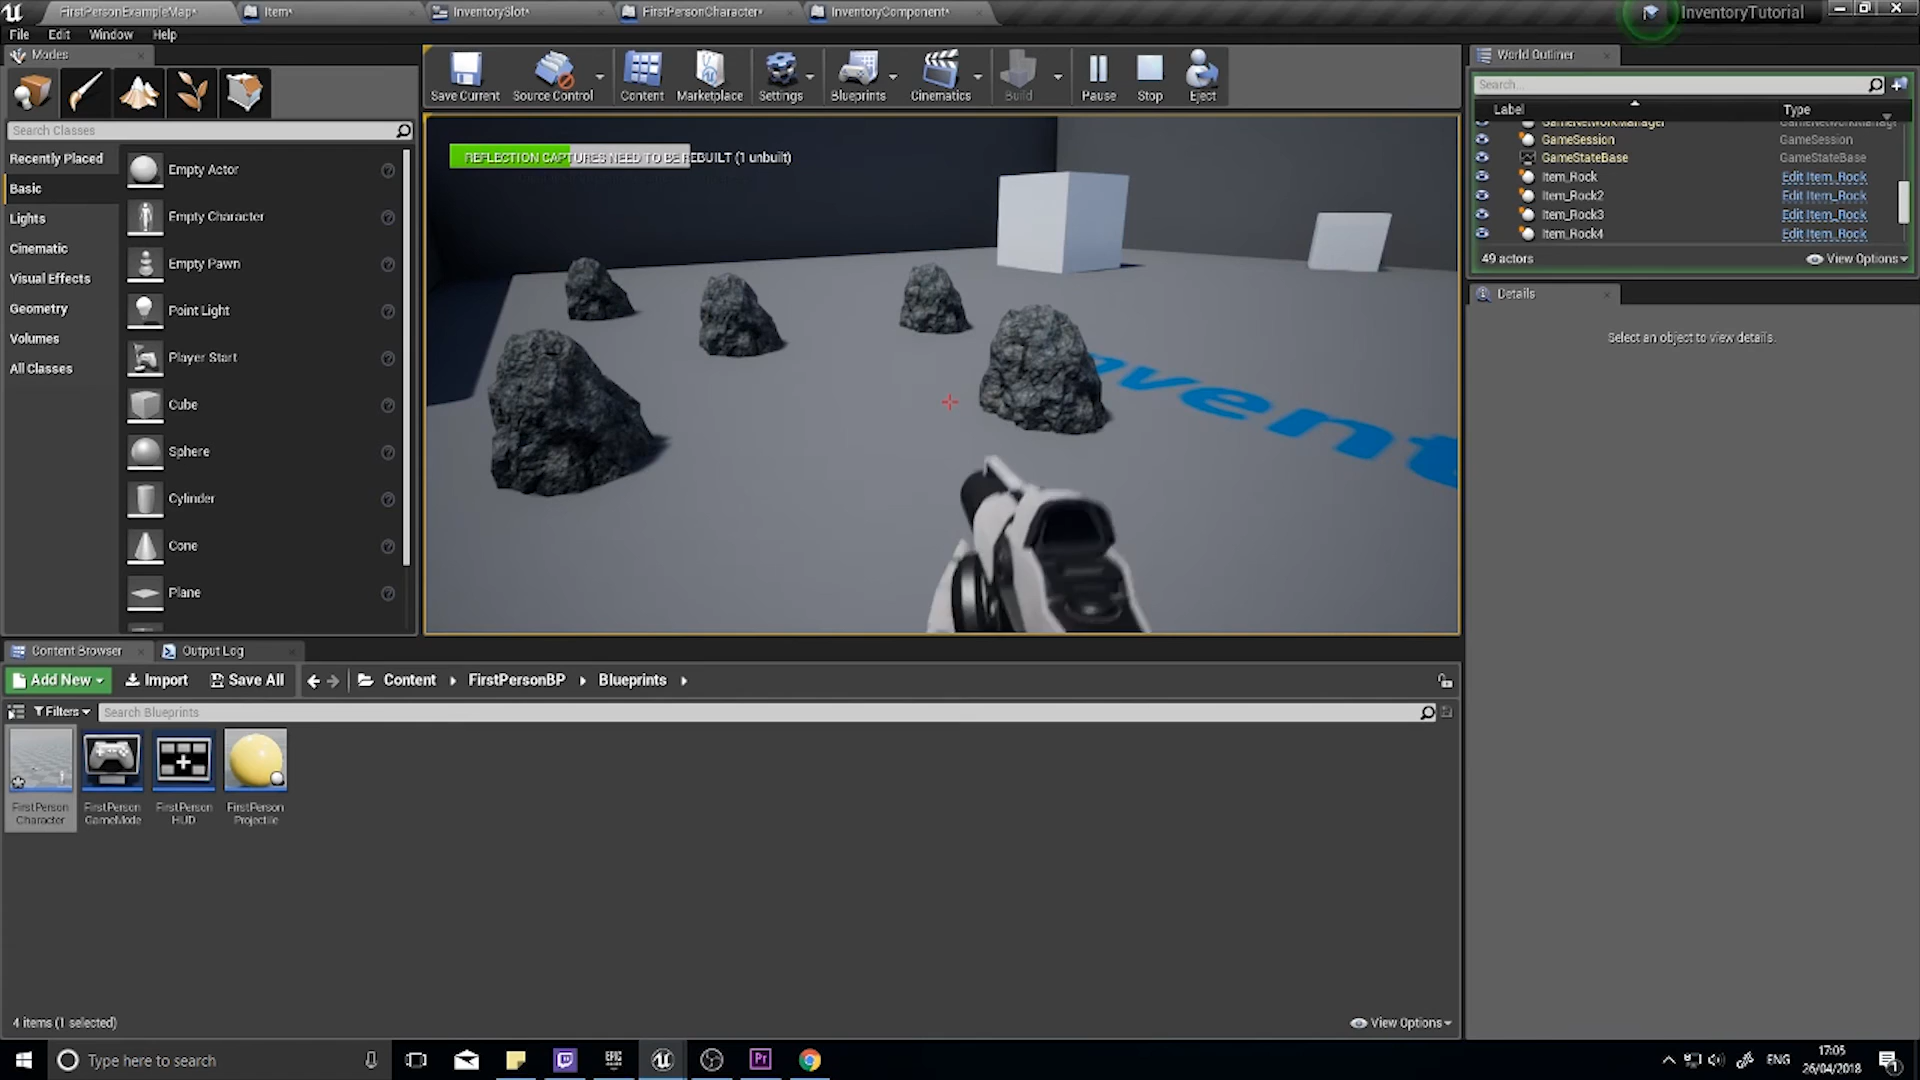 FirstPersonExampleMap*
Item*
InventorySlot*
FirstPersonCharacter*
InventoryComponent*
InventoryTutorial
File Edit Window Help
Modes
Save Current
Source Control
Content
Marketplace
Settings
Blueprints
Cinematics
Build
Pause
Stop
Eject
Search Classes
Recently Placed
Basic
Lights
Cinematic
Visual Effects
Geometry
Volumes
All Classes
Empty Actor
Empty Character
Empty Pawn
Point Light
Player Start
Cube
Sphere
Cylinder
Cone
Plane
REFLECTION CAPTURES NEED TO BE REBUILT (1 unbuilt)
nvent
World Outliner
Search...
Label Type
GameNetworkManager GameNetworkManag
GameSession GameSession
GameStateBase GameStateBase
Item_Rock Edit Item_Rock
Item_Rock2 Edit Item_Rock
Item_Rock3 Edit Item_Rock
Item_Rock4 Edit Item_Rock
49 actors
View Options
Details
Select an object to view details.
Content Browser
Output Log
Add New
Import
Save All
Content
FirstPersonBP
Blueprints
Filters
Search Blueprints
FirstPerson
Character
FirstPerson
GameMode
FirstPerson
HUD
FirstPerson
Projectile
4 items (1 selected)
View Options
Type here to search
EPIC
Pr
ENG
17:05
26/04/2018
1